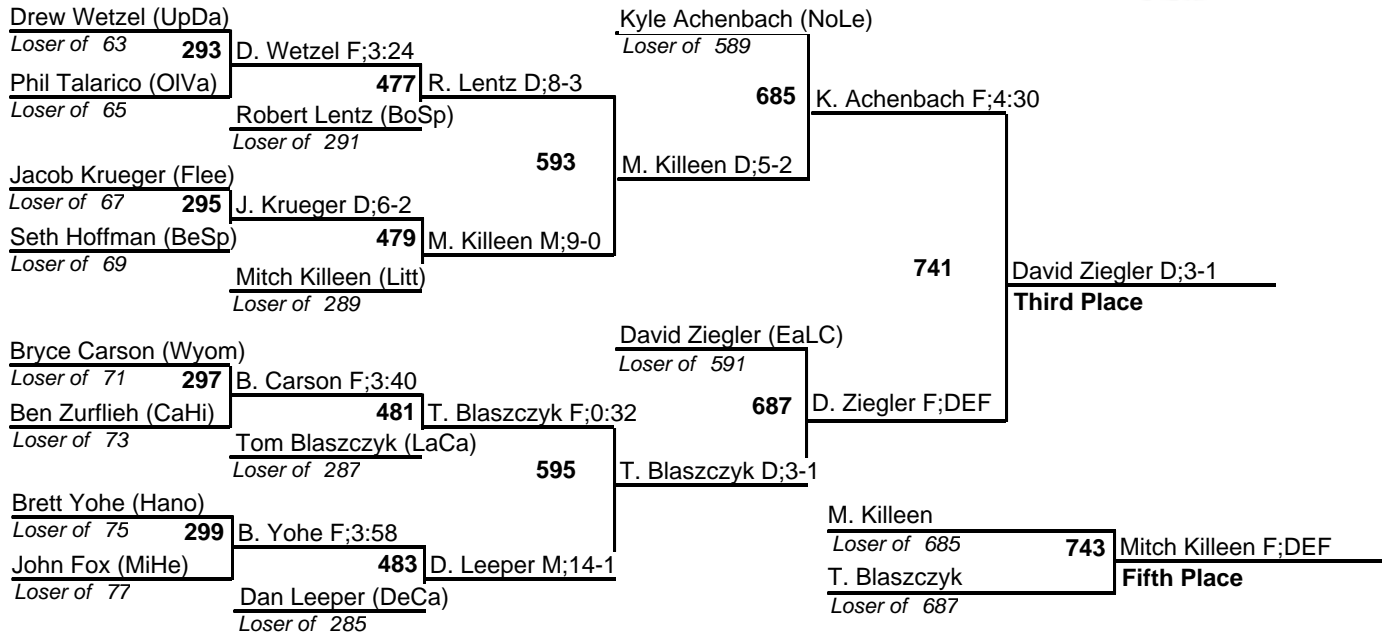 Drew Wetzel (UpDa)
Loser of 63
293
D. Wetzel F;3:24
Phil Talarico (OlVa)
Loser of 65
477
R. Lentz D;8-3
Robert Lentz (BoSp)
Loser of 291
593
Jacob Krueger (Flee)
Loser of 67
295
J. Krueger D;6-2
Seth Hoffman (BeSp)
Loser of 69
479
M. Killeen M;9-0
Mitch Killeen (Litt)
Loser of 289
Kyle Achenbach (NoLe)
Loser of 589
685
K. Achenbach F;4:30
M. Killeen D;5-2
741
David Ziegler D;3-1
Third Place
Bryce Carson (Wyom)
Loser of 71
297
B. Carson F;3:40
Ben Zurflieh (CaHi)
Loser of 73
481
T. Blaszczyk F;0:32
Tom Blaszczyk (LaCa)
Loser of 287
595
Brett Yohe (Hano)
Loser of 75
299
B. Yohe F;3:58
John Fox (MiHe)
Loser of 77
483
D. Leeper M;14-1
Dan Leeper (DeCa)
Loser of 285
David Ziegler (EaLC)
Loser of 591
687
D. Ziegler F;DEF
T. Blaszczyk D;3-1
M. Killeen
Loser of 685
743
Mitch Killeen F;DEF
T. Blaszczyk
Fifth Place
Loser of 687